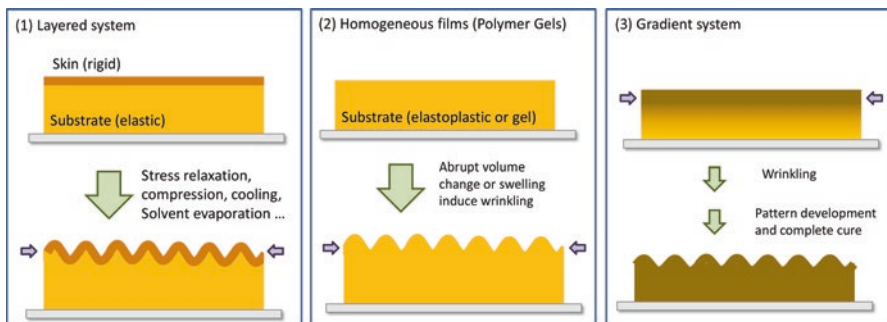 (1) Layered system
Skin (rigid)
Substrate (elastic)
Stress relaxation,
compression, cooling,
Solvent evaporation ...
(2) Homogeneous films (Polymer Gels)
Substrate (elastoplastic or gel)
Abrupt volume
change or swelling
induce wrinkling
(3) Gradient system
Wrinkling
Pattern development
and complete cure